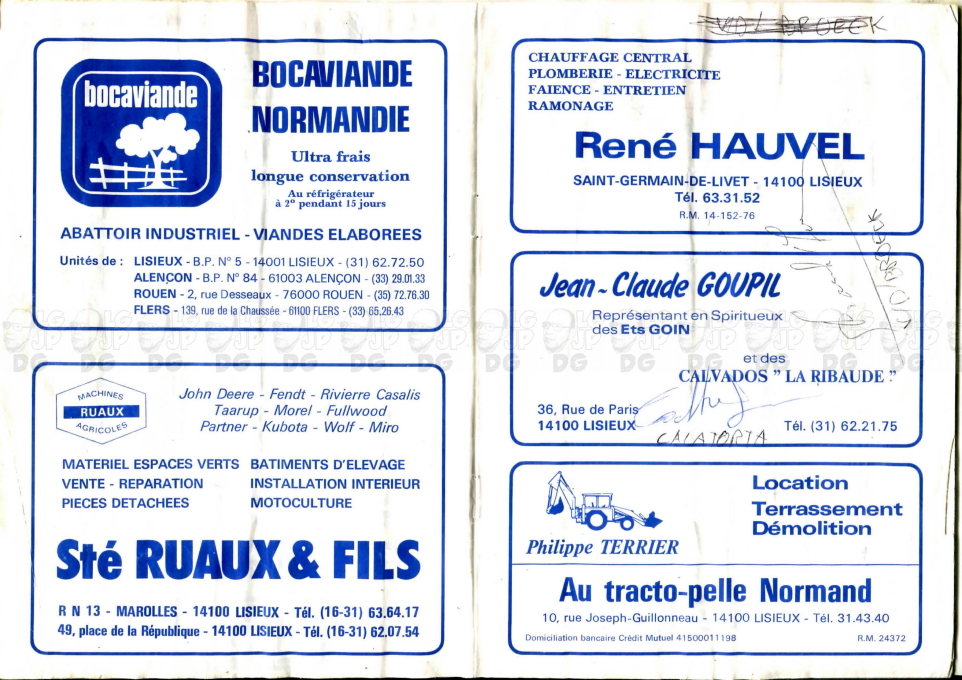 bocaviande
BOCAVIANDE
NORMANDIE
Ultra frais
longue conservation
Au réfrigérateur
à 2º pendant 15 jours
ABATTOIR INDUSTRIEL - VIANDES ELABOREES
Unités de : LISIEUX - B.P. Nº 5 - 14001 LISIEUX - (31) 62.72.50
ALENÇON - B.P. Nº 84 - 61003 ALENÇON - (33) 29.01.33
ROUEN - 2, rue Desseaux - 76000 ROUEN - (35) 72.76.30
FLERS - 139, rue de la Chaussée - 61100 FLERS - (33) 65.26.43
MACHINES
RUAUX
AGRICOLES
John Deere - Fendt - Rivierre Casalis
Taarup - Morel - Fullwood
Partner - Kubota - Wolf - Miro
MATERIEL ESPACES VERTS BATIMENTS D'ELEVAGE
VENTE - REPARATION INSTALLATION INTERIEUR
PIECES DETACHEES MOTOCULTURE
Sté RUAUX & FILS
R N 13 - MAROLLES - 14100 LISIEUX - Tél. (16-31) 63.64.17
49, place de la République - 14100 LISIEUX - Tél. (16-31) 62.07.54
CHAUFFAGE CENTRAL
PLOMBERIE - ELECTRICITE
FAIENCE - ENTRETIEN
RAMONAGE
René HAUVEL
SAINT-GERMAIN-DE-LIVET - 14100 LISIEUX
Tél. 63.31.52
R.M. 14-152-76
Jean-Claude GOUPIL
Représentant en Spiritueux
des Ets GOIN
et des
CALVADOS " LA RIBAUDE "
36, Rue de Paris
14100 LISIEUX Tél. (31) 62.21.75
CALATORTA
Location
Terrassement
Démolition
Philippe TERRIER
Au tracto-pelle Normand
10, rue Joseph-Guillonneau - 14100 LISIEUX - Tél. 31.43.40
Domiciliation bancaire Crédit Mutuel 41500011198 R.M. 24372